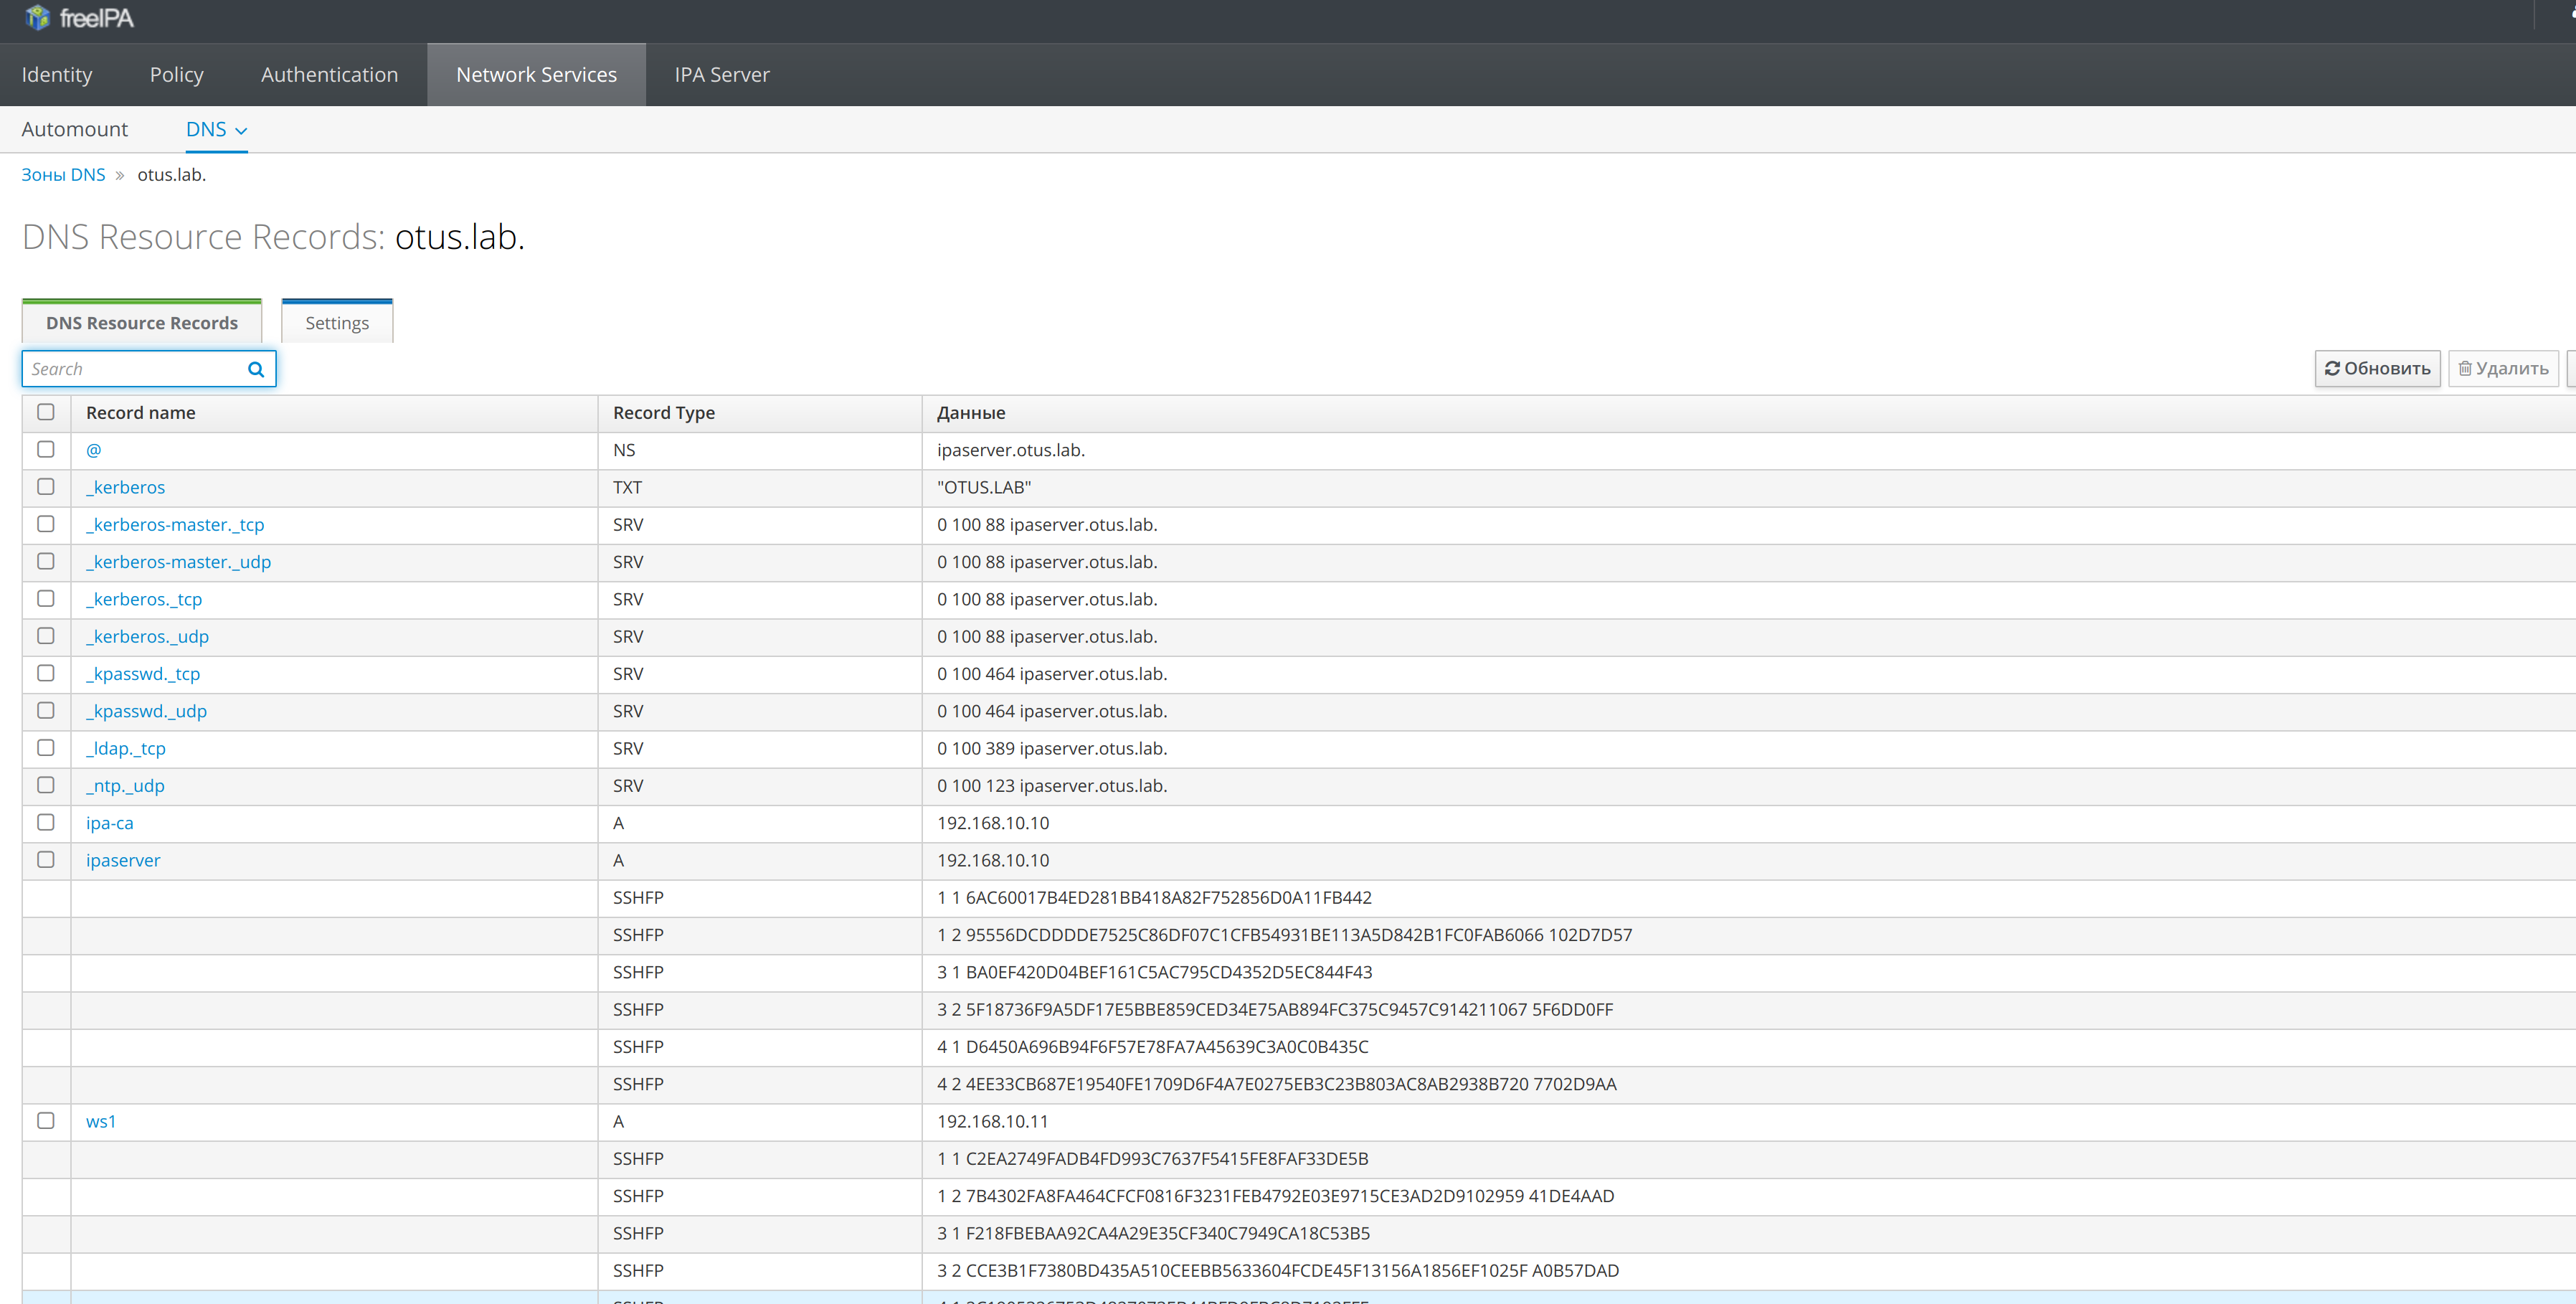 freeIPA
Identity Policy Authentication Network Services IPA Server
Automount DNS
Зоны DNS » otus.lab.
DNS Resource Records: otus.lab.
DNS Resource Records Settings
Search Обновить Удалить
Record name Record Type Данные
@ NS ipaserver.otus.lab.
_kerberos TXT "OTUS.LAB"
_kerberos-master._tcp SRV 0 100 88 ipaserver.otus.lab.
_kerberos-master._udp SRV 0 100 88 ipaserver.otus.lab.
_kerberos._tcp SRV 0 100 88 ipaserver.otus.lab.
_kerberos._udp SRV 0 100 88 ipaserver.otus.lab.
_kpasswd._tcp SRV 0 100 464 ipaserver.otus.lab.
_kpasswd._udp SRV 0 100 464 ipaserver.otus.lab.
_ldap._tcp SRV 0 100 389 ipaserver.otus.lab.
_ntp._udp SRV 0 100 123 ipaserver.otus.lab.
ipa-ca A 192.168.10.10
ipaserver A 192.168.10.10
SSHFP 1 1 6AC60017B4ED281BB418A82F752856D0A11FB442
SSHFP 1 2 95556DCDDDDE7525C86DF07C1CFB54931BE113A5D842B1FC0FAB6066 102D7D57
SSHFP 3 1 BA0EF420D04BEF161C5AC795CD4352D5EC844F43
SSHFP 3 2 5F18736F9A5DF17E5BBE859CED34E75AB894FC375C9457C914211067 5F6DD0FF
SSHFP 4 1 D6450A696B94F6F57E78FA7A45639C3A0C0B435C
SSHFP 4 2 4EE33CB687E19540FE1709D6F4A7E0275EB3C23B803AC8AB2938B720 7702D9AA
ws1 A 192.168.10.11
SSHFP 1 1 C2EA2749FADB4FD993C7637F5415FE8FAF33DE5B
SSHFP 1 2 7B4302FA8FA464CFCF0816F3231FEB4792E03E9715CE3AD2D9102959 41DE4AAD
SSHFP 3 1 F218FBEBAA92CA4A29E35CF340C7949CA18C53B5
SSHFP 3 2 CCE3B1F7380BD435A510CEEBB5633604FCDE45F13156A1856EF1025F A0B57DAD
SSHFP